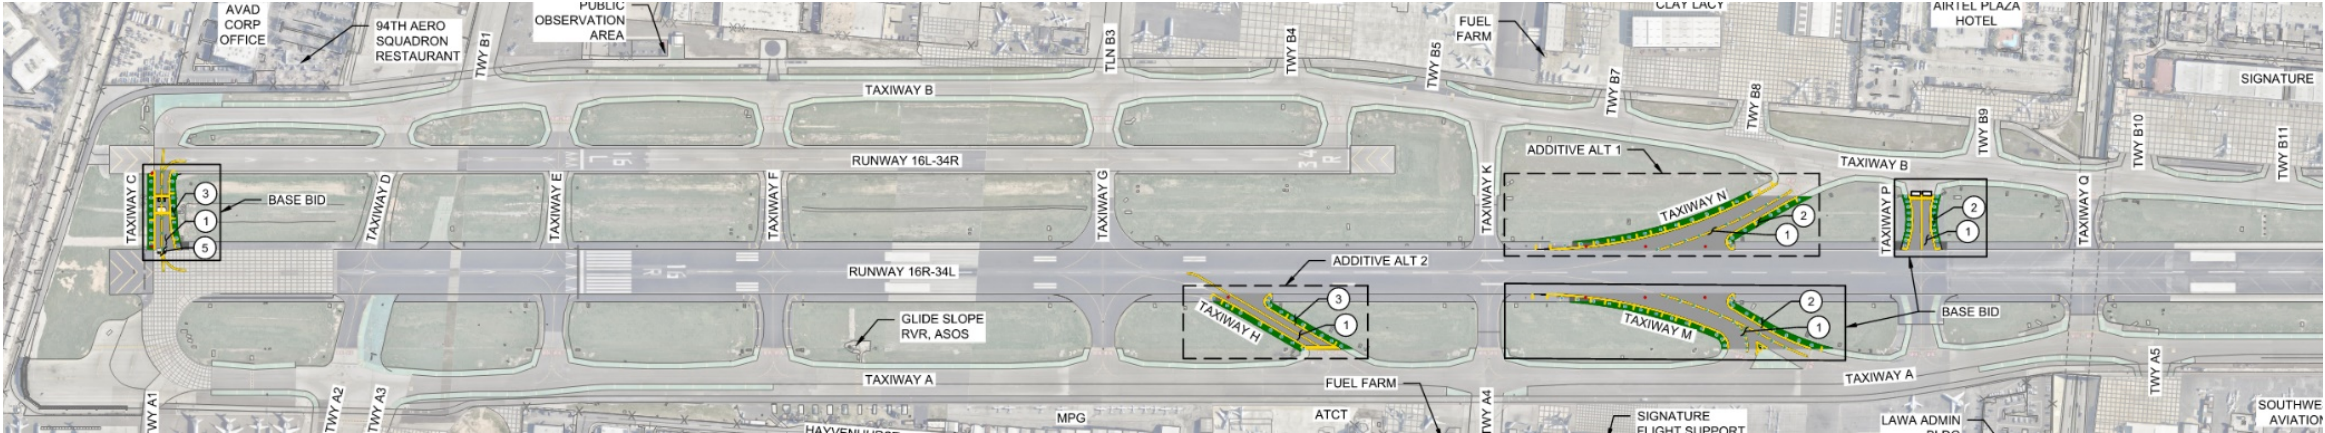 AVAD
CORP
OFFICE
94TH AERO
SQUADRON
RESTAURANT
TWY B1
PUBLIC
OBSERVATION
AREA
TLN B3
TWY B4
TWY B5
FUEL
FARM
CLAY LACY
TWY B7
TWY B8
AIRTEL PLAZA
HOTEL
TWY B9
TWY B10
TWY B11
SIGNATURE
TAXIWAY B
TAXIWAY B
RUNWAY 16L-34R
16
L
34
R
ADDITIVE ALT 1
TAXIWAY C
3
1
5
BASE BID
TAXIWAY D
TAXIWAY E
TAXIWAY F
TAXIWAY G
TAXIWAY K
TAXIWAY N
2
1
TAXIWAY P
2
1
TAXIWAY Q
RUNWAY 16R-34L
16
R
ADDITIVE ALT 2
TAXIWAY H
3
1
TAXIWAY M
2
1
BASE BID
GLIDE SLOPE
RVR, ASOS
TAXIWAY A
TAXIWAY A
TWY A1
TWY A2
TWY A3
TWY A4
TWY A5
FUEL FARM
MPG
ATCT
SIGNATURE
FLIGHT SUPPORT
LAWA ADMIN
SOUTHWE
AVIATION